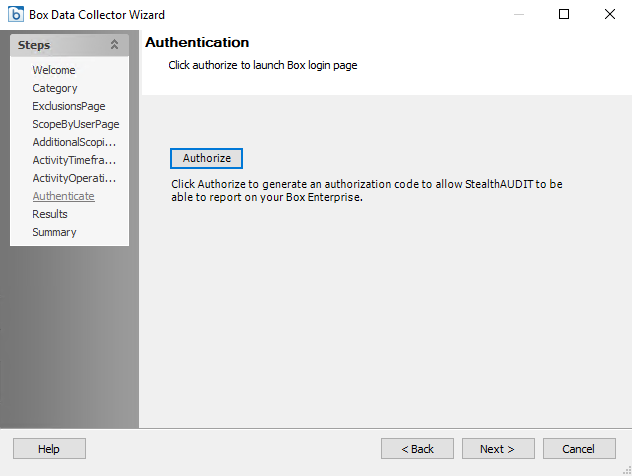 Box Data Collector Wizard
Steps
Welcome
Category
ExclusionsPage
ScopeByUserPage
AdditionalScopi...
ActivityTimefra...
ActivityOperati...
Authenticate
Results
Summary
Authentication
Click authorize to launch Box login page
Authorize
Click Authorize to generate an authorization code to allow StealthAUDIT to be
able to report on your Box Enterprise.
Help
< Back
Next >
Cancel